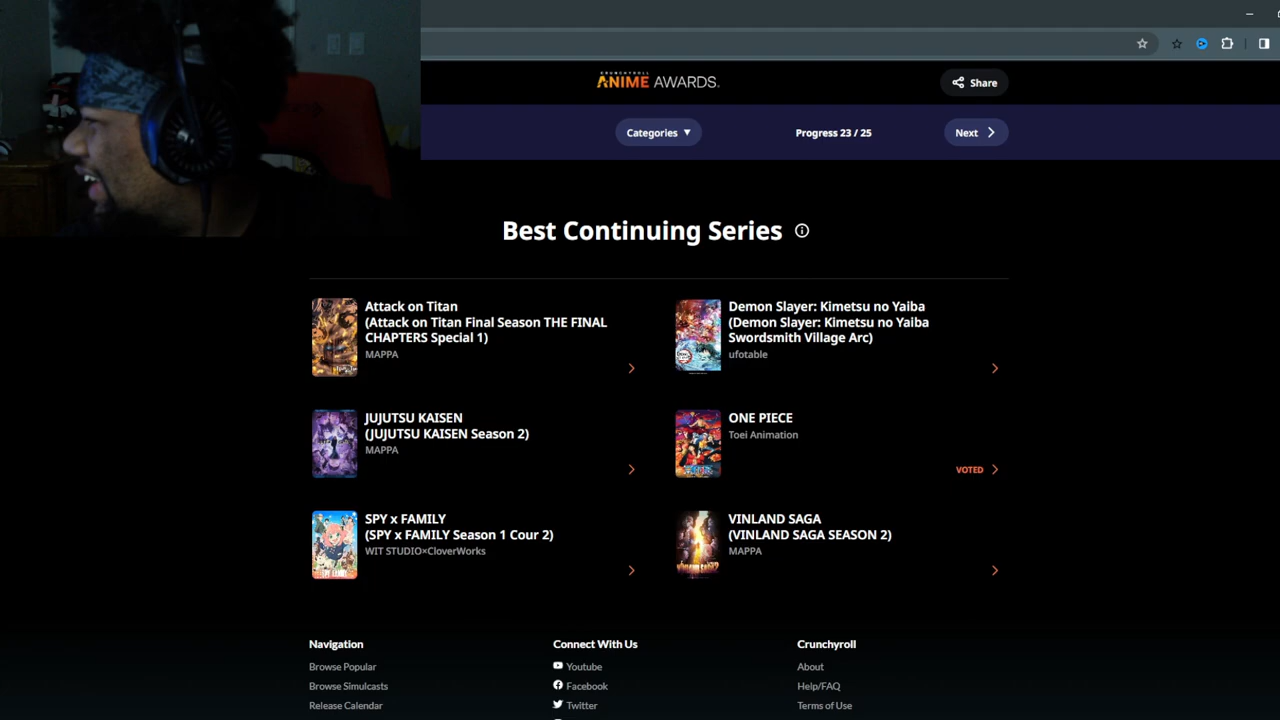 CRUNCHYROLL
ANIME AWARDS
Share
Categories ▼
Progress 23 / 25
Next
Best Continuing Series
Attack on Titan
(Attack on Titan Final Season THE FINAL
CHAPTERS Special 1)
MAPPA
Demon Slayer: Kimetsu no Yaiba
(Demon Slayer: Kimetsu no Yaiba
Swordsmith Village Arc)
ufotable
JUJUTSU KAISEN
(JUJUTSU KAISEN Season 2)
MAPPA
ONE PIECE
Toei Animation
VOTED
SPY x FAMILY
(SPY x FAMILY Season 1 Cour 2)
WIT STUDIO×CloverWorks
VINLAND SAGA
(VINLAND SAGA SEASON 2)
MAPPA
Navigation
Browse Popular
Browse Simulcasts
Release Calendar
Connect With Us
Youtube
Facebook
Twitter
Crunchyroll
About
Help/FAQ
Terms of Use